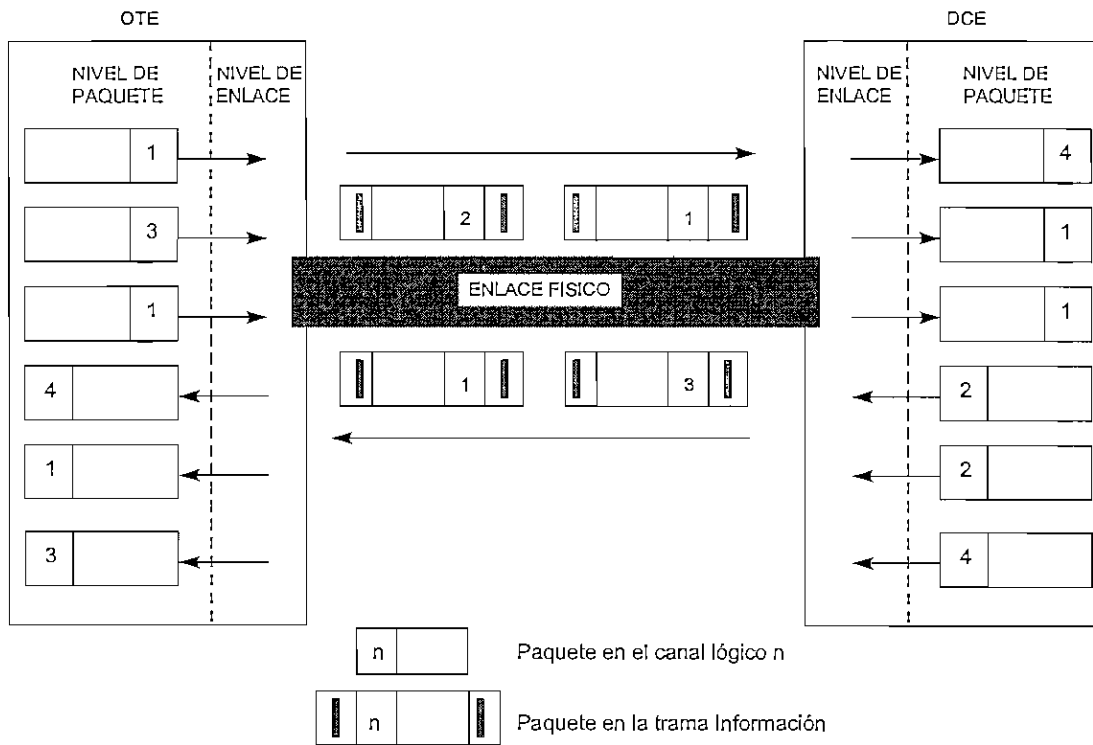 OTE
DCE
NIVEL DE
PAQUETE
NIVEL DE
ENLACE
NIVEL DE
ENLACE
NIVEL DE
PAQUETE
1
4
2
1
3
1
ENLACE FISICO
1
1
1
3
4
2
1
2
3
4
n
Paquete en el canal lógico n
n
Paquete en la trama Información